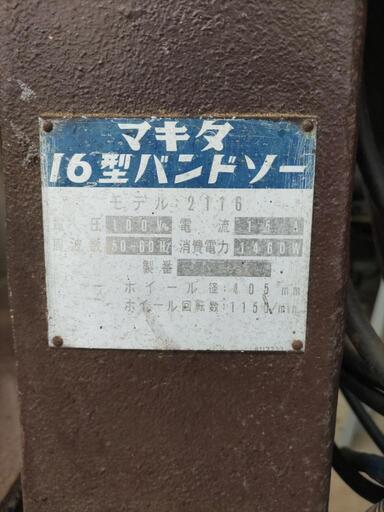 マキタ
16型バンドソー
モデル:2116
圧 100V 電流 A
周波数 50-60Hz 消費電力 1460W
製番
ホイール径:405mm
ホイール回転数:1150/min